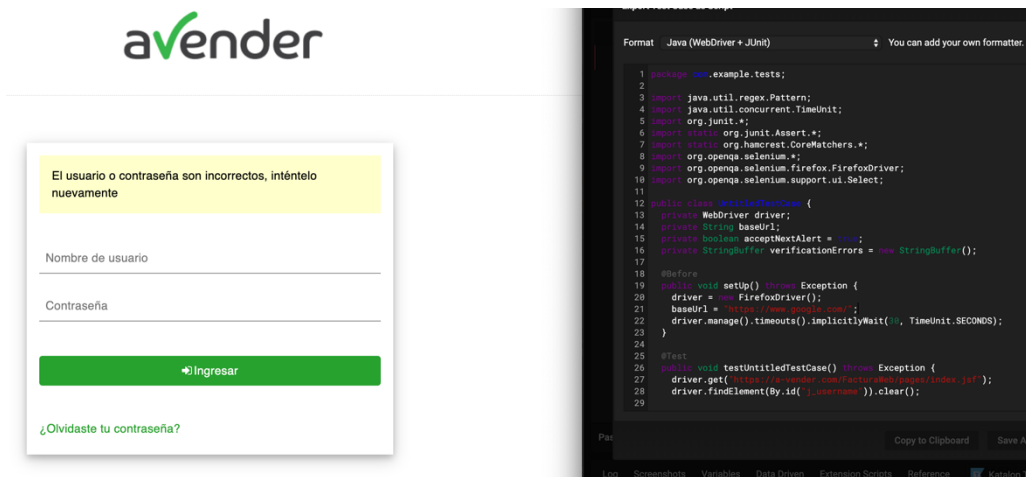 avender
El usuario o contraseña son incorrectos, inténtelo
nuevamente
Nombre de usuario
Contraseña
Ingresar
¿Olvidaste tu contraseña?
Format Java (WebDriver + JUnit) You can add your own formatter.
1 package com.example.tests;
2
3 import java.util.regex.Pattern;
4 import java.util.concurrent.TimeUnit;
5 import org.junit.*;
6 import static org.junit.Assert.*;
7 import static org.hamcrest.CoreMatchers.*;
8 import org.openqa.selenium.*;
9 import org.openqa.selenium.firefox.FirefoxDriver;
10 import org.openqa.selenium.support.ui.Select;
11
12 public class UntitledTestCase {
13 private WebDriver driver;
14 private String baseUrl;
15 private boolean acceptNextAlert = true;
16 private StringBuffer verificationErrors = new StringBuffer();
17
18 @Before
19 public void setUp() throws Exception {
20 driver = new FirefoxDriver();
21 baseUrl = "https://www.google.com/";
22 driver.manage().timeouts().implicitlyWait(30, TimeUnit.SECONDS);
23 }
24
25 @Test
26 public void testUntitledTestCase() throws Exception {
27 driver.get("https://a-vender.com/FacturaWeb/pages/index.jsf");
28 driver.findElement(By.id("j_username")).clear();
29
Copy to Clipboard Save A
Log Screenshots Variables Data Driven Extension Scripts Reference Katalon